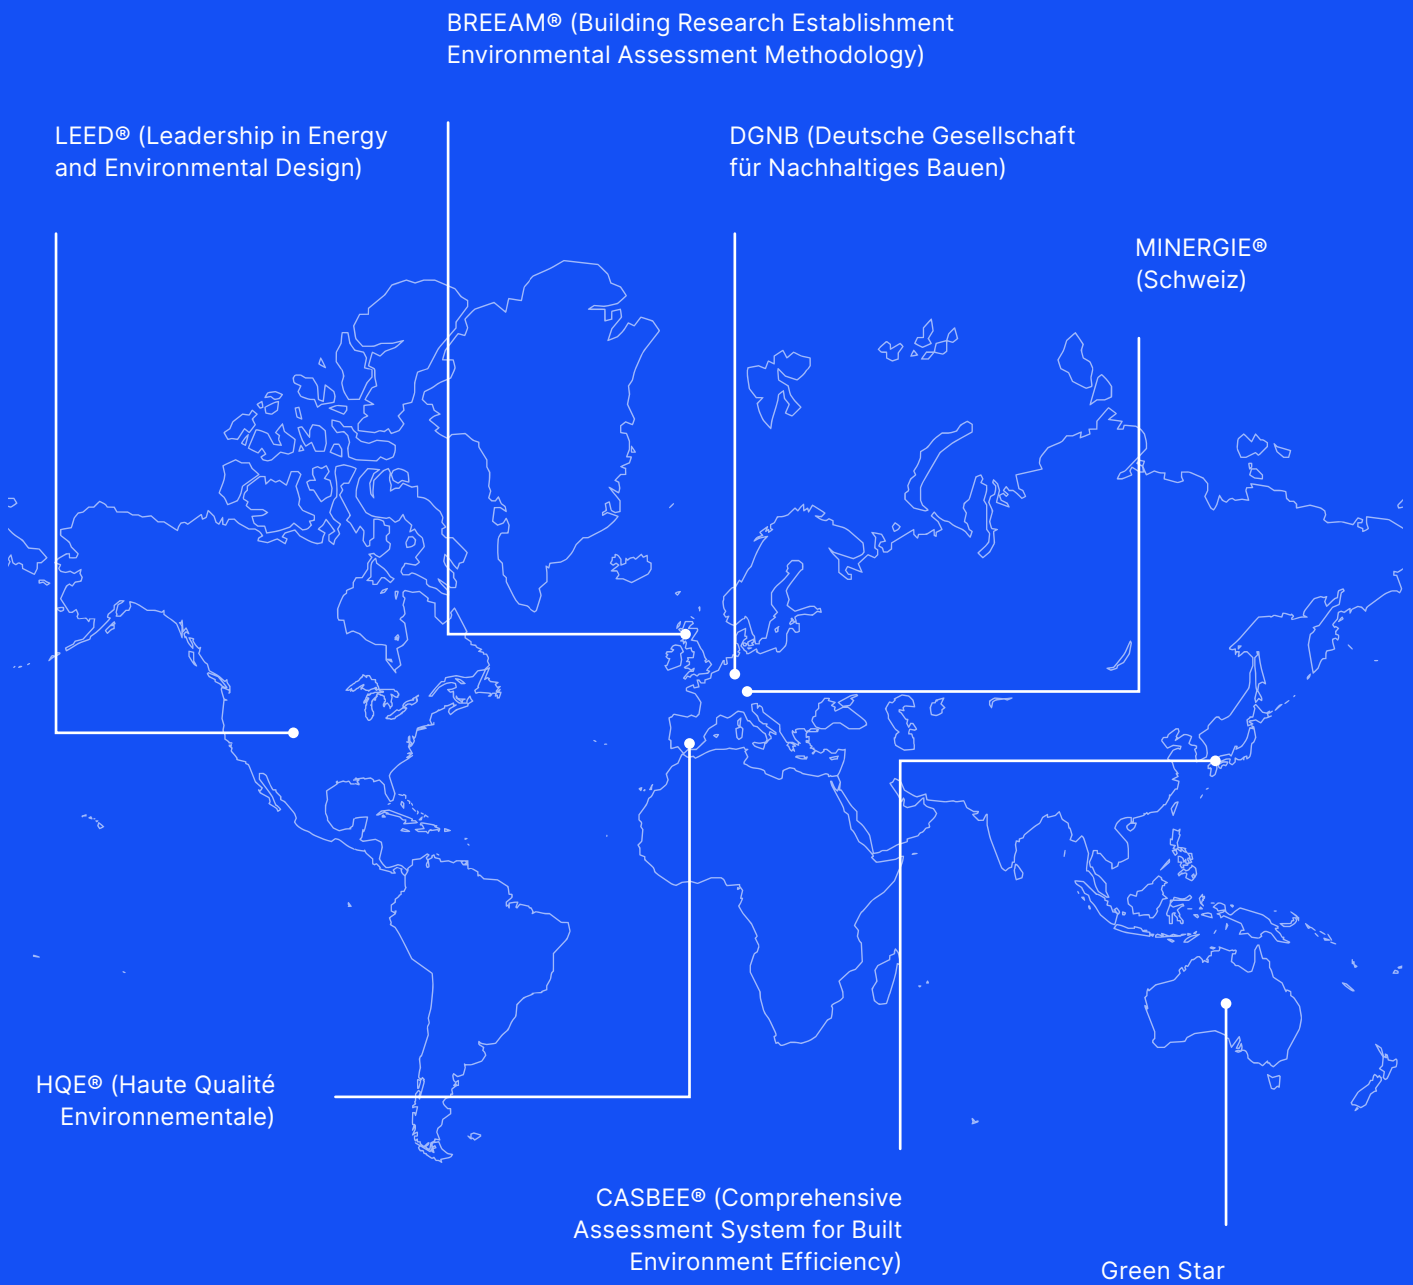 BREEAM® (Building Research Establishment
Environmental Assessment Methodology)
LEED® (Leadership in Energy
and Environmental Design)
DGNB (Deutsche Gesellschaft
für Nachhaltiges Bauen)
MINERGIE®
(Schweiz)
HQE® (Haute Qualité
Environnementale)
CASBEE® (Comprehensive
Assessment System for Built
Environment Efficiency)
Green Star